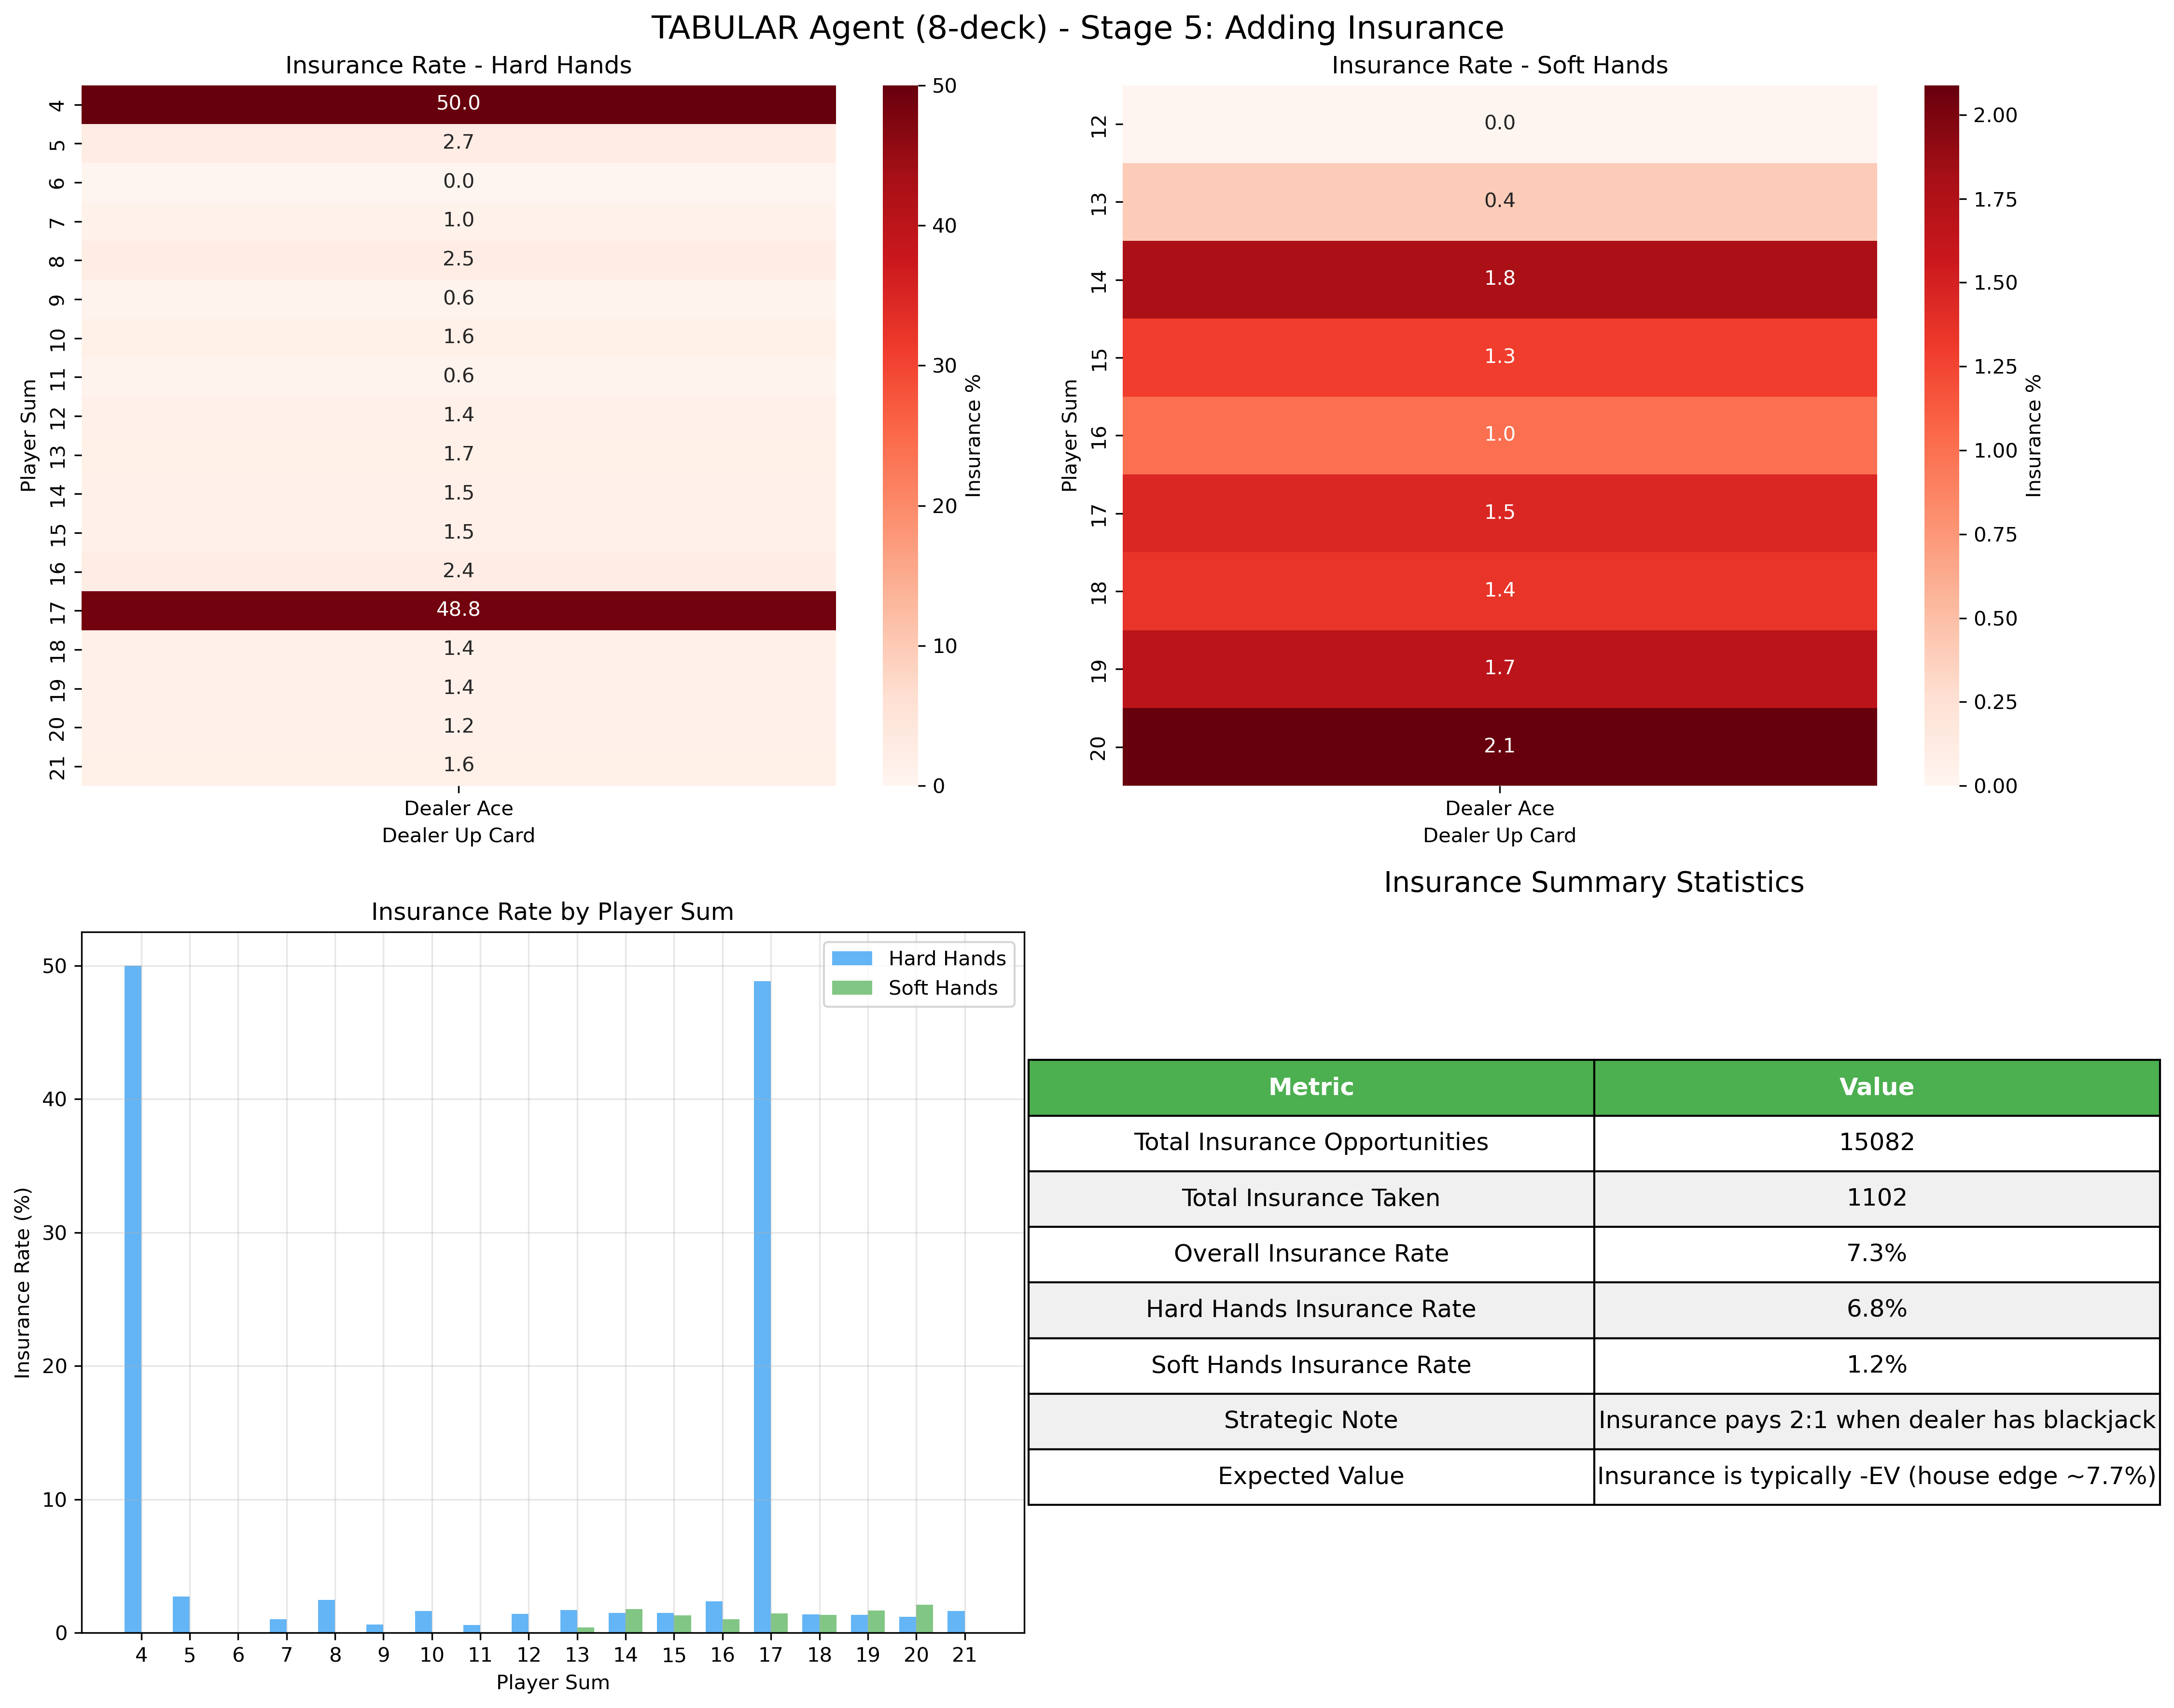 TABULAR Agent (8-deck) - Stage 5: Adding Insurance
Insurance Rate - Hard Hands
Player Sum
4
5
6
7
8
9
10
11
12
13
14
15
16
17
18
19
20
21
50.0
2.7
0.0
1.0
2.5
0.6
1.6
0.6
1.4
1.7
1.5
1.5
2.4
48.8
1.4
1.4
1.2
1.6
Dealer Ace
Dealer Up Card
50
40
30
20
10
0
Insurance %
Insurance Rate - Soft Hands
Player Sum
12
13
14
15
16
17
18
19
20
0.0
0.4
1.8
1.3
1.0
1.5
1.4
1.7
2.1
Dealer Ace
Dealer Up Card
2.00
1.75
1.50
1.25
1.00
0.75
0.50
0.25
0.00
Insurance %
Insurance Rate by Player Sum
Insurance Rate (%)
50
40
30
20
10
0
Hard Hands
Soft Hands
4 5 6 7 8 9 10 11 12 13 14 15 16 17 18 19 20 21
Player Sum
Insurance Summary Statistics
Metric Value
Total Insurance Opportunities 15082
Total Insurance Taken 1102
Overall Insurance Rate 7.3%
Hard Hands Insurance Rate 6.8%
Soft Hands Insurance Rate 1.2%
Strategic Note Insurance pays 2:1 when dealer has blackjack
Expected Value Insurance is typically -EV (house edge ~7.7%)